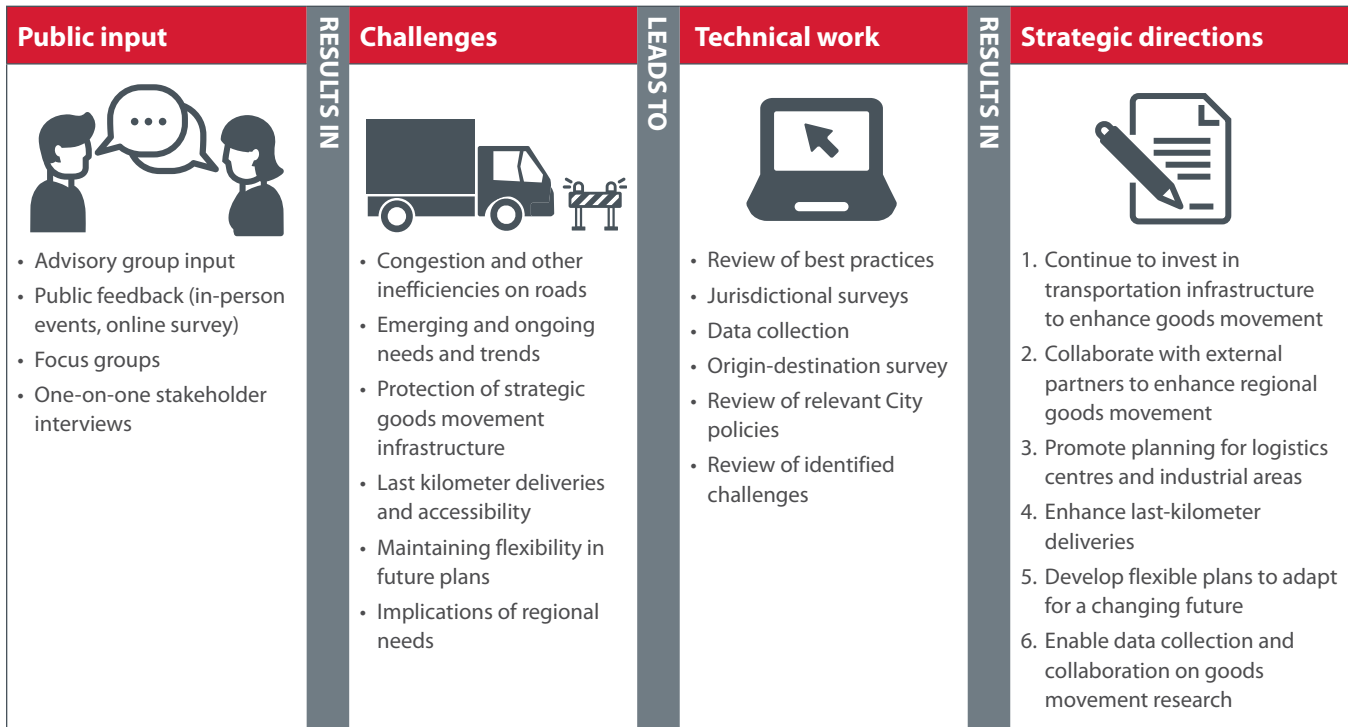 Public input
• Advisory group input
• Public feedback (in-person
events, online survey)
• Focus groups
• One-on-one stakeholder
interviews
RESULTS IN
Challenges
• Congestion and other
inefficiencies on roads
• Emerging and ongoing
needs and trends
• Protection of strategic
goods movement
infrastructure
• Last kilometer deliveries
and accessibility
• Maintaining flexibility in
future plans
• Implications of regional
needs
LEADS TO
Technical work
• Review of best practices
• Jurisdictional surveys
• Data collection
• Origin-destination survey
• Review of relevant City
policies
• Review of identified
challenges
RESULTS IN
Strategic directions
1. Continue to invest in
transportation infrastructure
to enhance goods movement
2. Collaborate with external
partners to enhance regional
goods movement
3. Promote planning for logistics
centres and industrial areas
4. Enhance last-kilometer
deliveries
5. Develop flexible plans to adapt
for a changing future
6. Enable data collection and
collaboration on goods
movement research